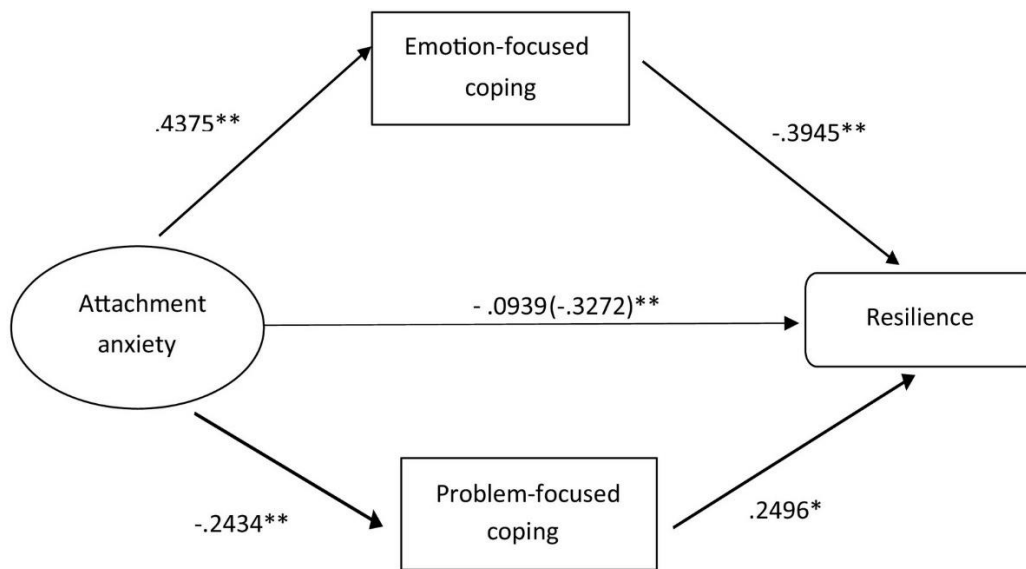 Emotion-focused
coping
.4375**
-.3945**
Attachment
anxiety
- .0939(-.3272)**
Resilience
Problem-focused
coping
-.2434**
.2496*